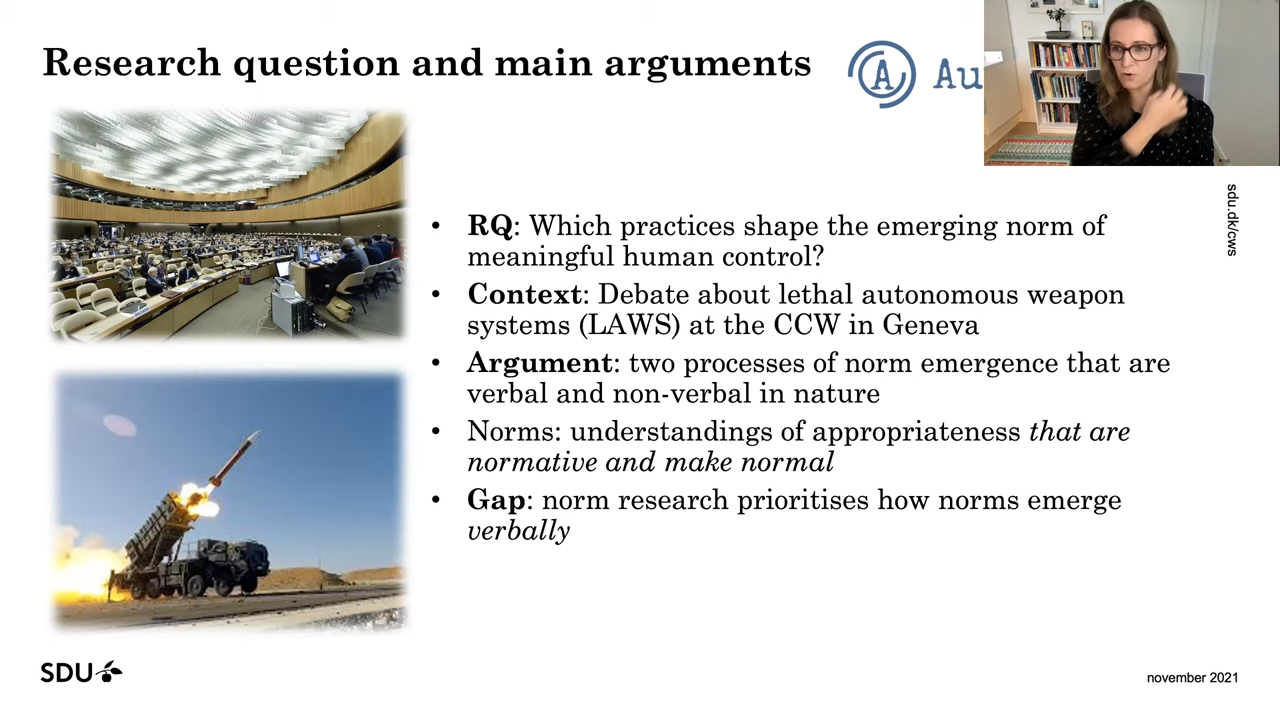 Research question and main arguments
A Au
sdu.dk/cws
• RQ: Which practices shape the emerging norm of
meaningful human control?
• Context: Debate about lethal autonomous weapon
systems (LAWS) at the CCW in Geneva
• Argument: two processes of norm emergence that are
verbal and non-verbal in nature
• Norms: understandings of appropriateness that are
normative and make normal
• Gap: norm research prioritises how norms emerge
verbally
SDU
november 2021